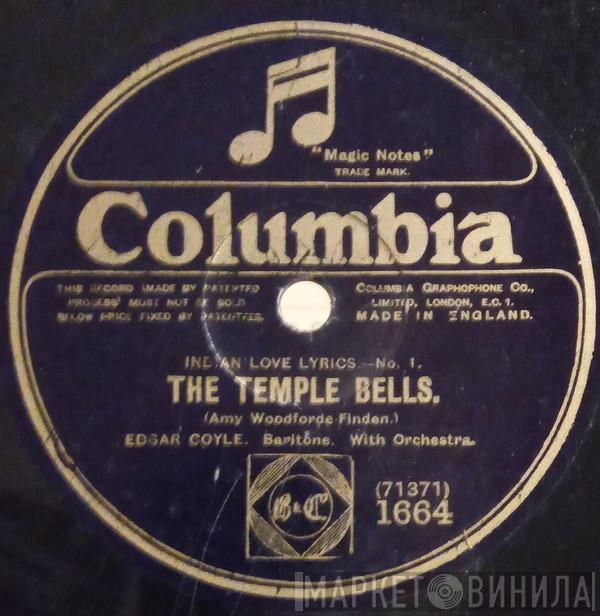 "Magic Notes"
TRADE MARK.
Columbia
THIS RECORD MADE BY PATENTED
PROCESS MUST NOT BE SOLD
BELOW PRICE FIXED BY PATENTEES.
COLUMBIA GRAPHOPHONE CO.,
LIMITED, LONDON, E.C.1.
MADE IN ENGLAND.
INDIAN LOVE LYRICS.—No. 1.
THE TEMPLE BELLS.
(Amy Woodforde-Finden.)
EDGAR COYLE. Baritone. With Orchestra.
B&C
(71371)
1664
МАРКЕТ ВИНИЛА